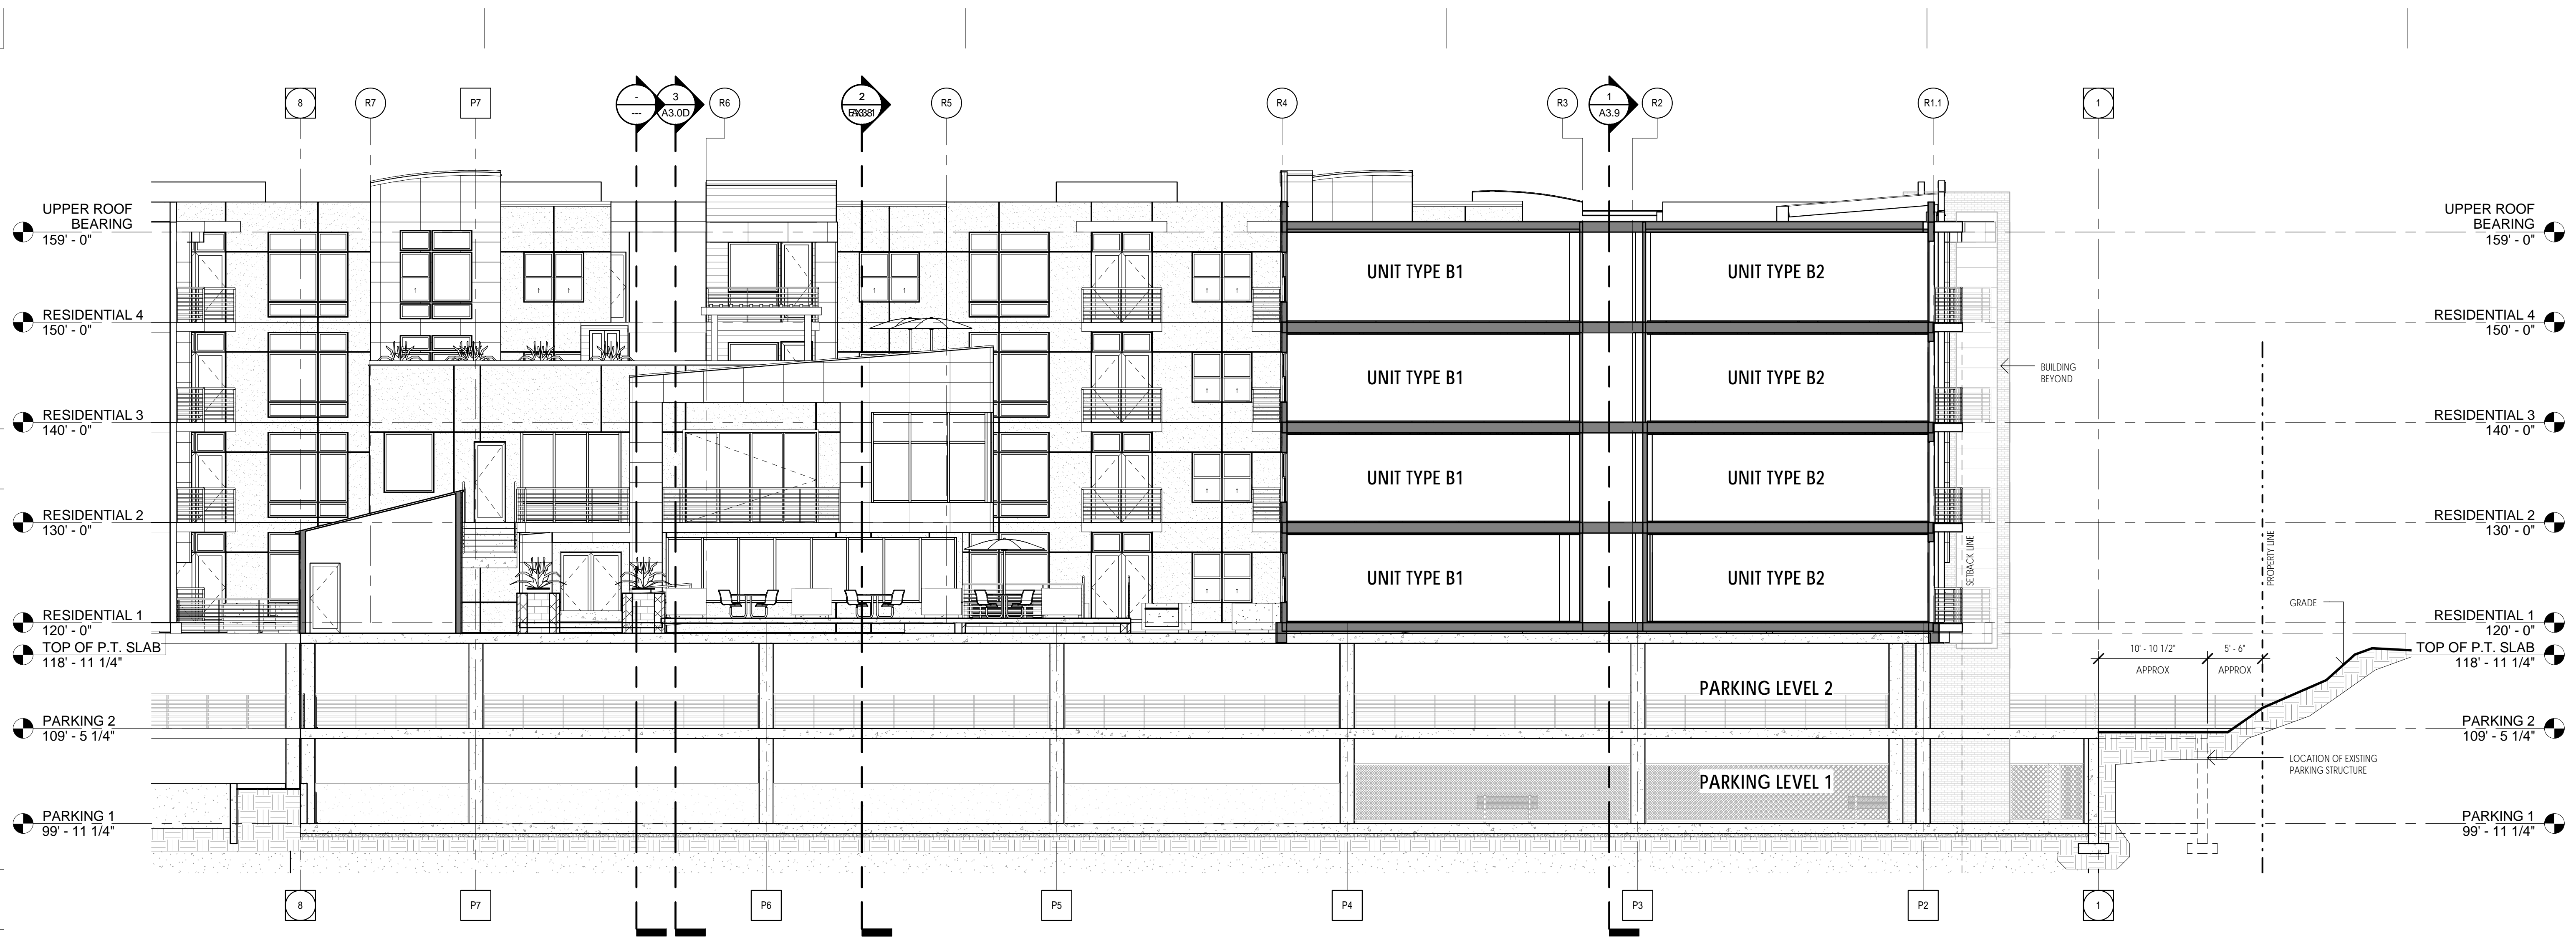 8
R7
P7
-
---
3
A3.0D
R6
2
R5
R4
R3
1
A3.9
R2
R1.1
1
UPPER ROOF
BEARING
159' - 0"
RESIDENTIAL 4
150' - 0"
RESIDENTIAL 3
140' - 0"
RESIDENTIAL 2
130' - 0"
RESIDENTIAL 1
120' - 0"
TOP OF P.T. SLAB
118' - 11 1/4"
PARKING 2
109' - 5 1/4"
PARKING 1
99' - 11 1/4"
UNIT TYPE B1
UNIT TYPE B2
UNIT TYPE B1
UNIT TYPE B2
UNIT TYPE B1
UNIT TYPE B2
UNIT TYPE B1
UNIT TYPE B2
PARKING LEVEL 2
PARKING LEVEL 1
BUILDING
BEYOND
SETBACK LINE
PROPERTY LINE
GRADE
10' - 10 1/2"
APPROX
5' - 6"
APPROX
LOCATION OF EXISTING
PARKING STRUCTURE
UPPER ROOF
BEARING
159' - 0"
RESIDENTIAL 4
150' - 0"
RESIDENTIAL 3
140' - 0"
RESIDENTIAL 2
130' - 0"
RESIDENTIAL 1
120' - 0"
TOP OF P.T. SLAB
118' - 11 1/4"
PARKING 2
109' - 5 1/4"
PARKING 1
99' - 11 1/4"
8
P7
P6
P5
P4
P3
P2
1